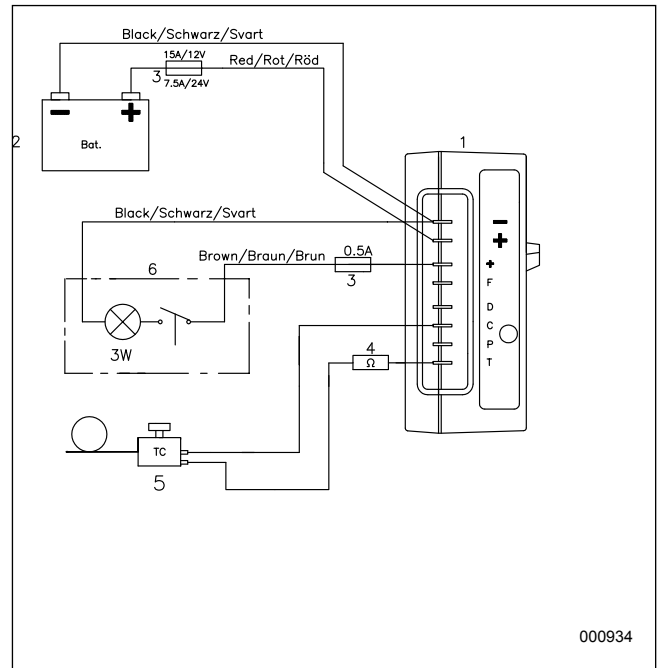 Black/Schwarz/Svart
15A/12V
3
7.5A/24V
Red/Rot/Röd
2
Bat.
1
Black/Schwarz/Svart
Brown/Braun/Brun
0.5A
3
6
3W
+
F
D
C
P
T
4
Ω
TC
5
000934